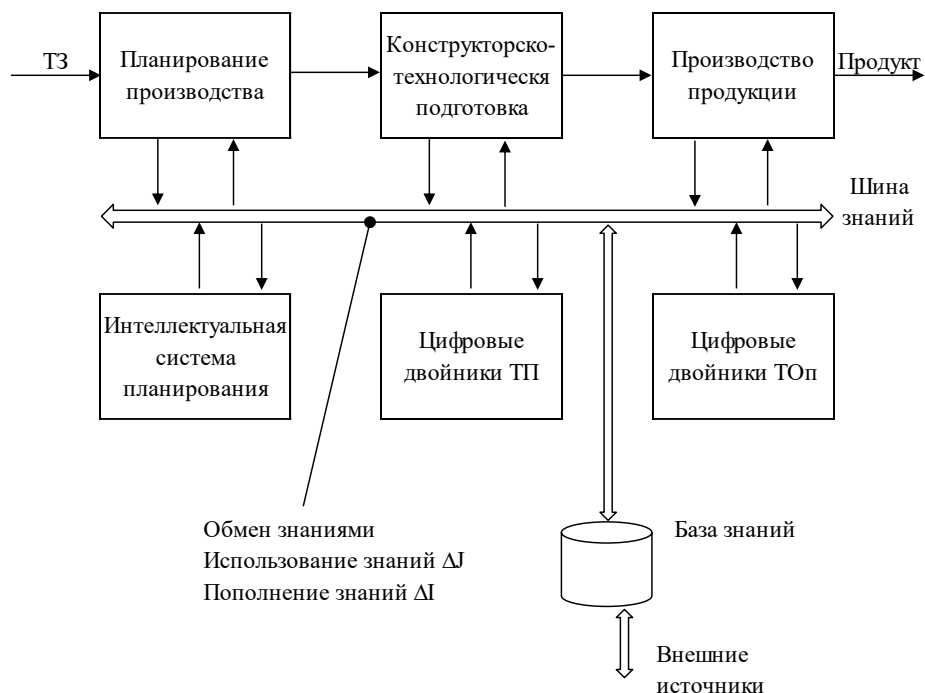 ТЗ
Планирование
производства
Конструкторско-
технологичеcкя
подготовка
Производство
продукции
Продукт
Шина
знаний
Интеллектуальная
система
планирования
Цифровые
двойники ТП
Цифровые
двойники ТОп
Обмен знаниями
Использование знаний ΔJ
Пополнение знаний ΔI
База знаний
Внешние
источники